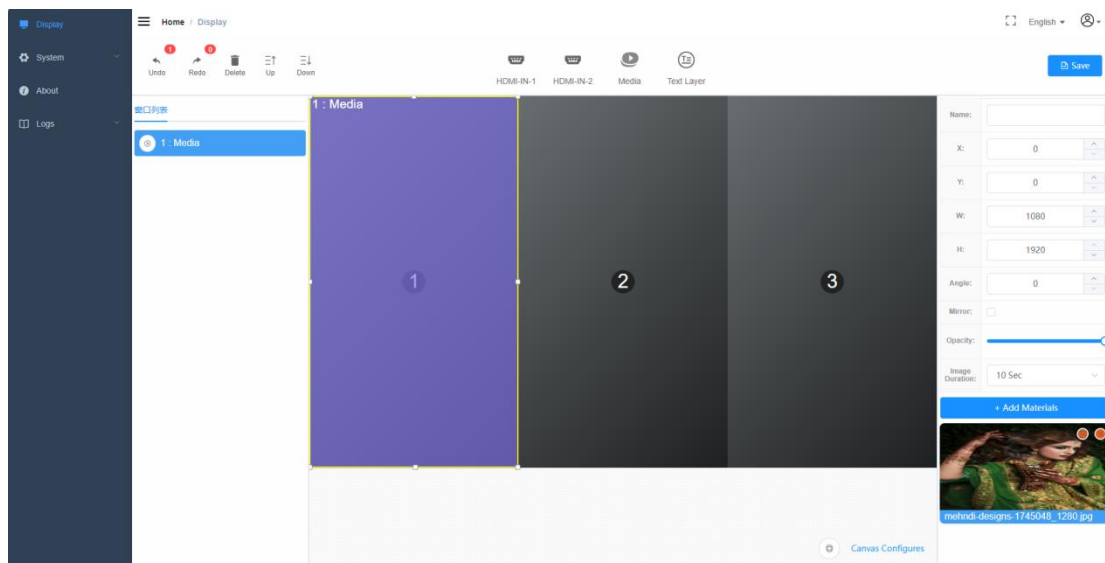 Display
System
About
Logs
Home / Display
English
1
0
Undo
Redo
Delete
Up
Down
HDMI-IN-1
HDMI-IN-2
Media
Text Layer
Save
窗口列表
1 : Media
1 : Media
1
2
3
Name:
X:
0
Y:
0
W:
1080
H:
1920
Angle:
0
Mirror:
Opacity:
Image
Duration:
10 Sec
+ Add Materials
mehndi-designs-1745048_1280.jpg
Canvas Configures